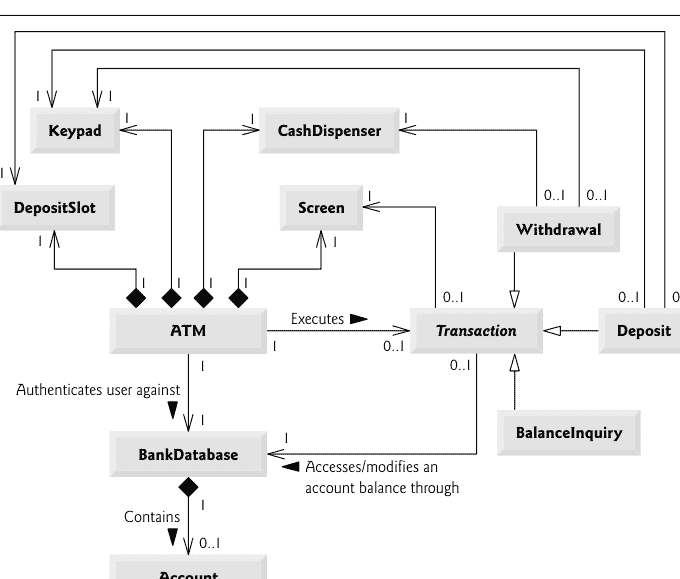 1 1 1 1
Keypad CashDispenser
1
DepositSlot Screen 1 0..1 0..1
Withdrawal
1 1
1 1 1 1 0..1 0..1 0
ATM Executes Transaction Deposit
1 0..1
1 0..1
Authenticates user against
1 1 BalanceInquiry
BankDatabase
Accesses/modifies an
account balance through
1
Contains
0..1
Account